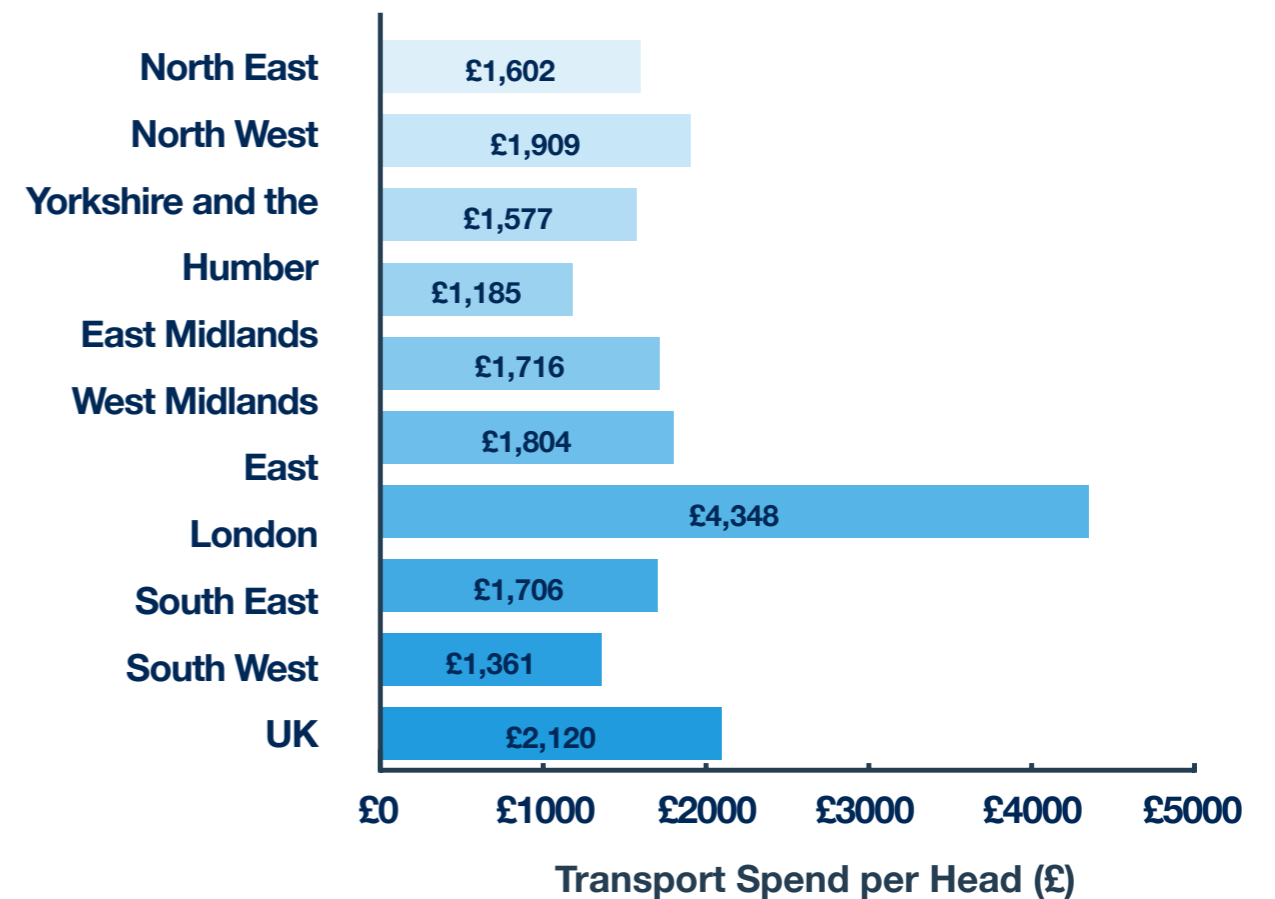 North East
£1,602
North West
£1,909
Yorkshire and the
Humber
£1,577
East Midlands
£1,185
West Midlands
£1,716
East
£1,804
London
£4,348
South East
£1,706
South West
£1,361
UK
£2,120
£0 £1000 £2000 £3000 £4000 £5000
Transport Spend per Head (£)